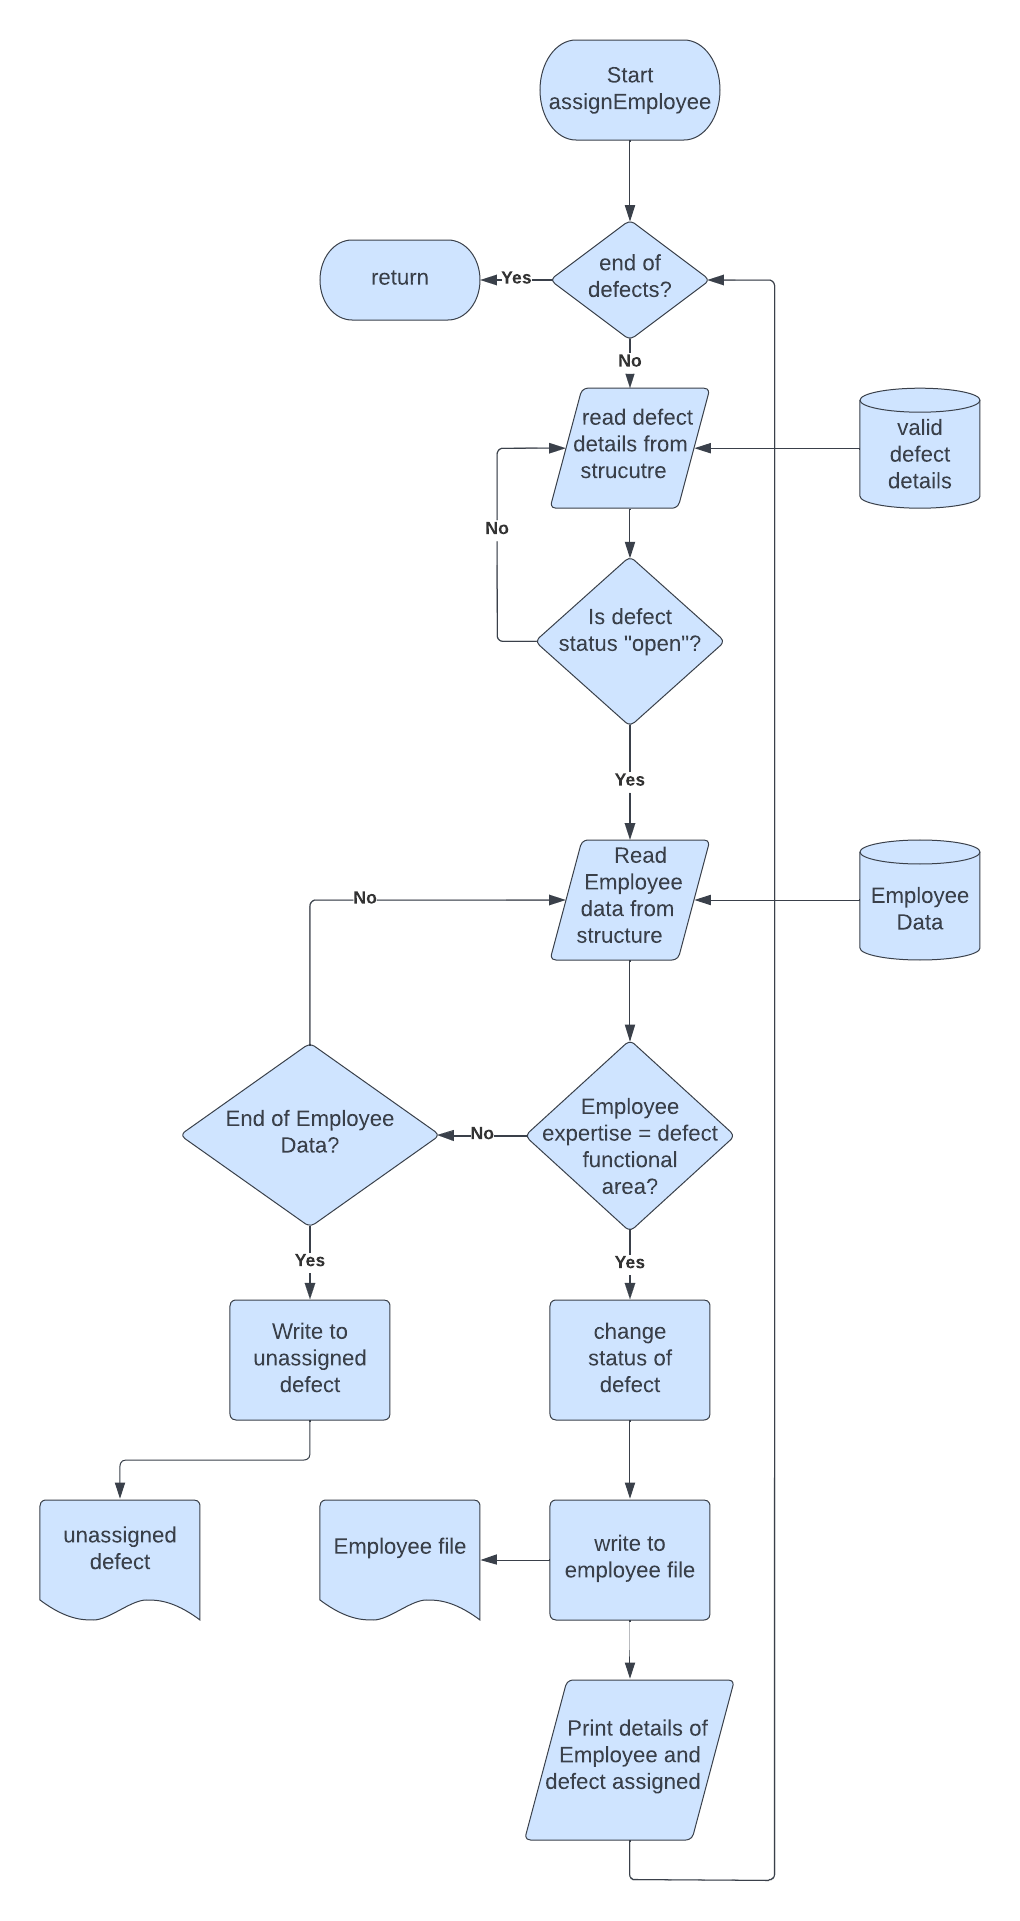 Start
assignEmployee
end of
defects?
Yes
return
No
read defect
details from
strucutre
valid
defect
details
No
Is defect
status "open"?
Yes
Read
Employee
data from
structure
Employee
Data
No
Employee
expertise = defect
functional
area?
No
End of Employee
Data?
Yes
Write to
unassigned
defect
unassigned
defect
Yes
change
status of
defect
write to
employee file
Employee file
Print details of
Employee and
defect assigned